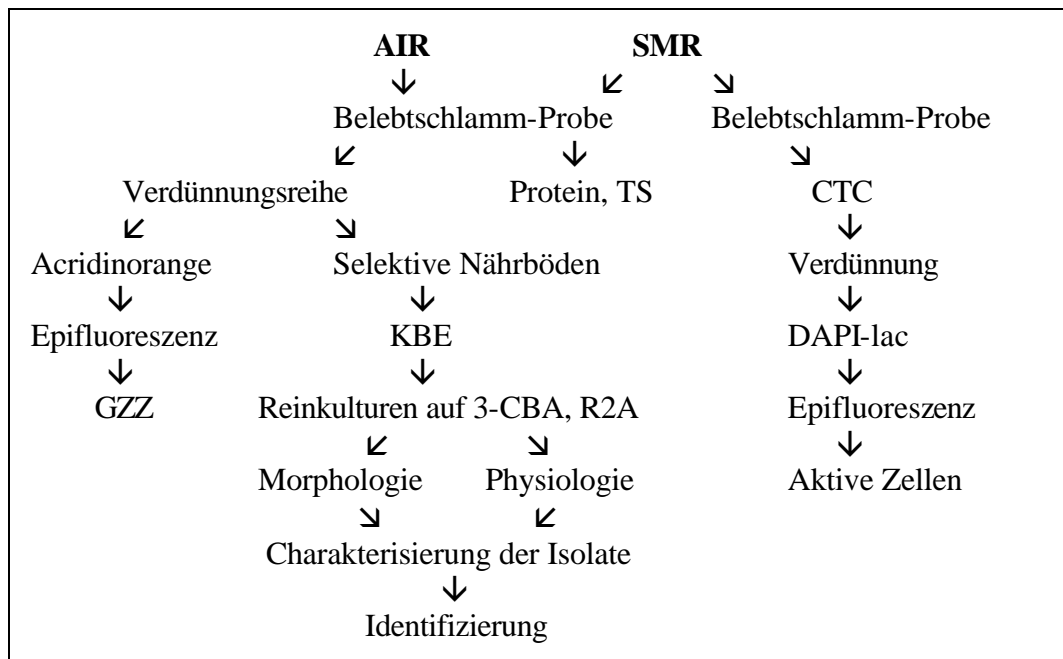 AIR SMR
Belebtschlamm-Probe Belebtschlamm-Probe
Verdünnungsreihe Protein, TS CTC
Acridinorange Selektive Nährböden Verdünnung
Epifluoreszenz KBE DAPI-lac
GZZ Reinkulturen auf 3-CBA, R2A Epifluoreszenz
Morphologie Physiologie Aktive Zellen
Charakterisierung der Isolate
Identifizierung